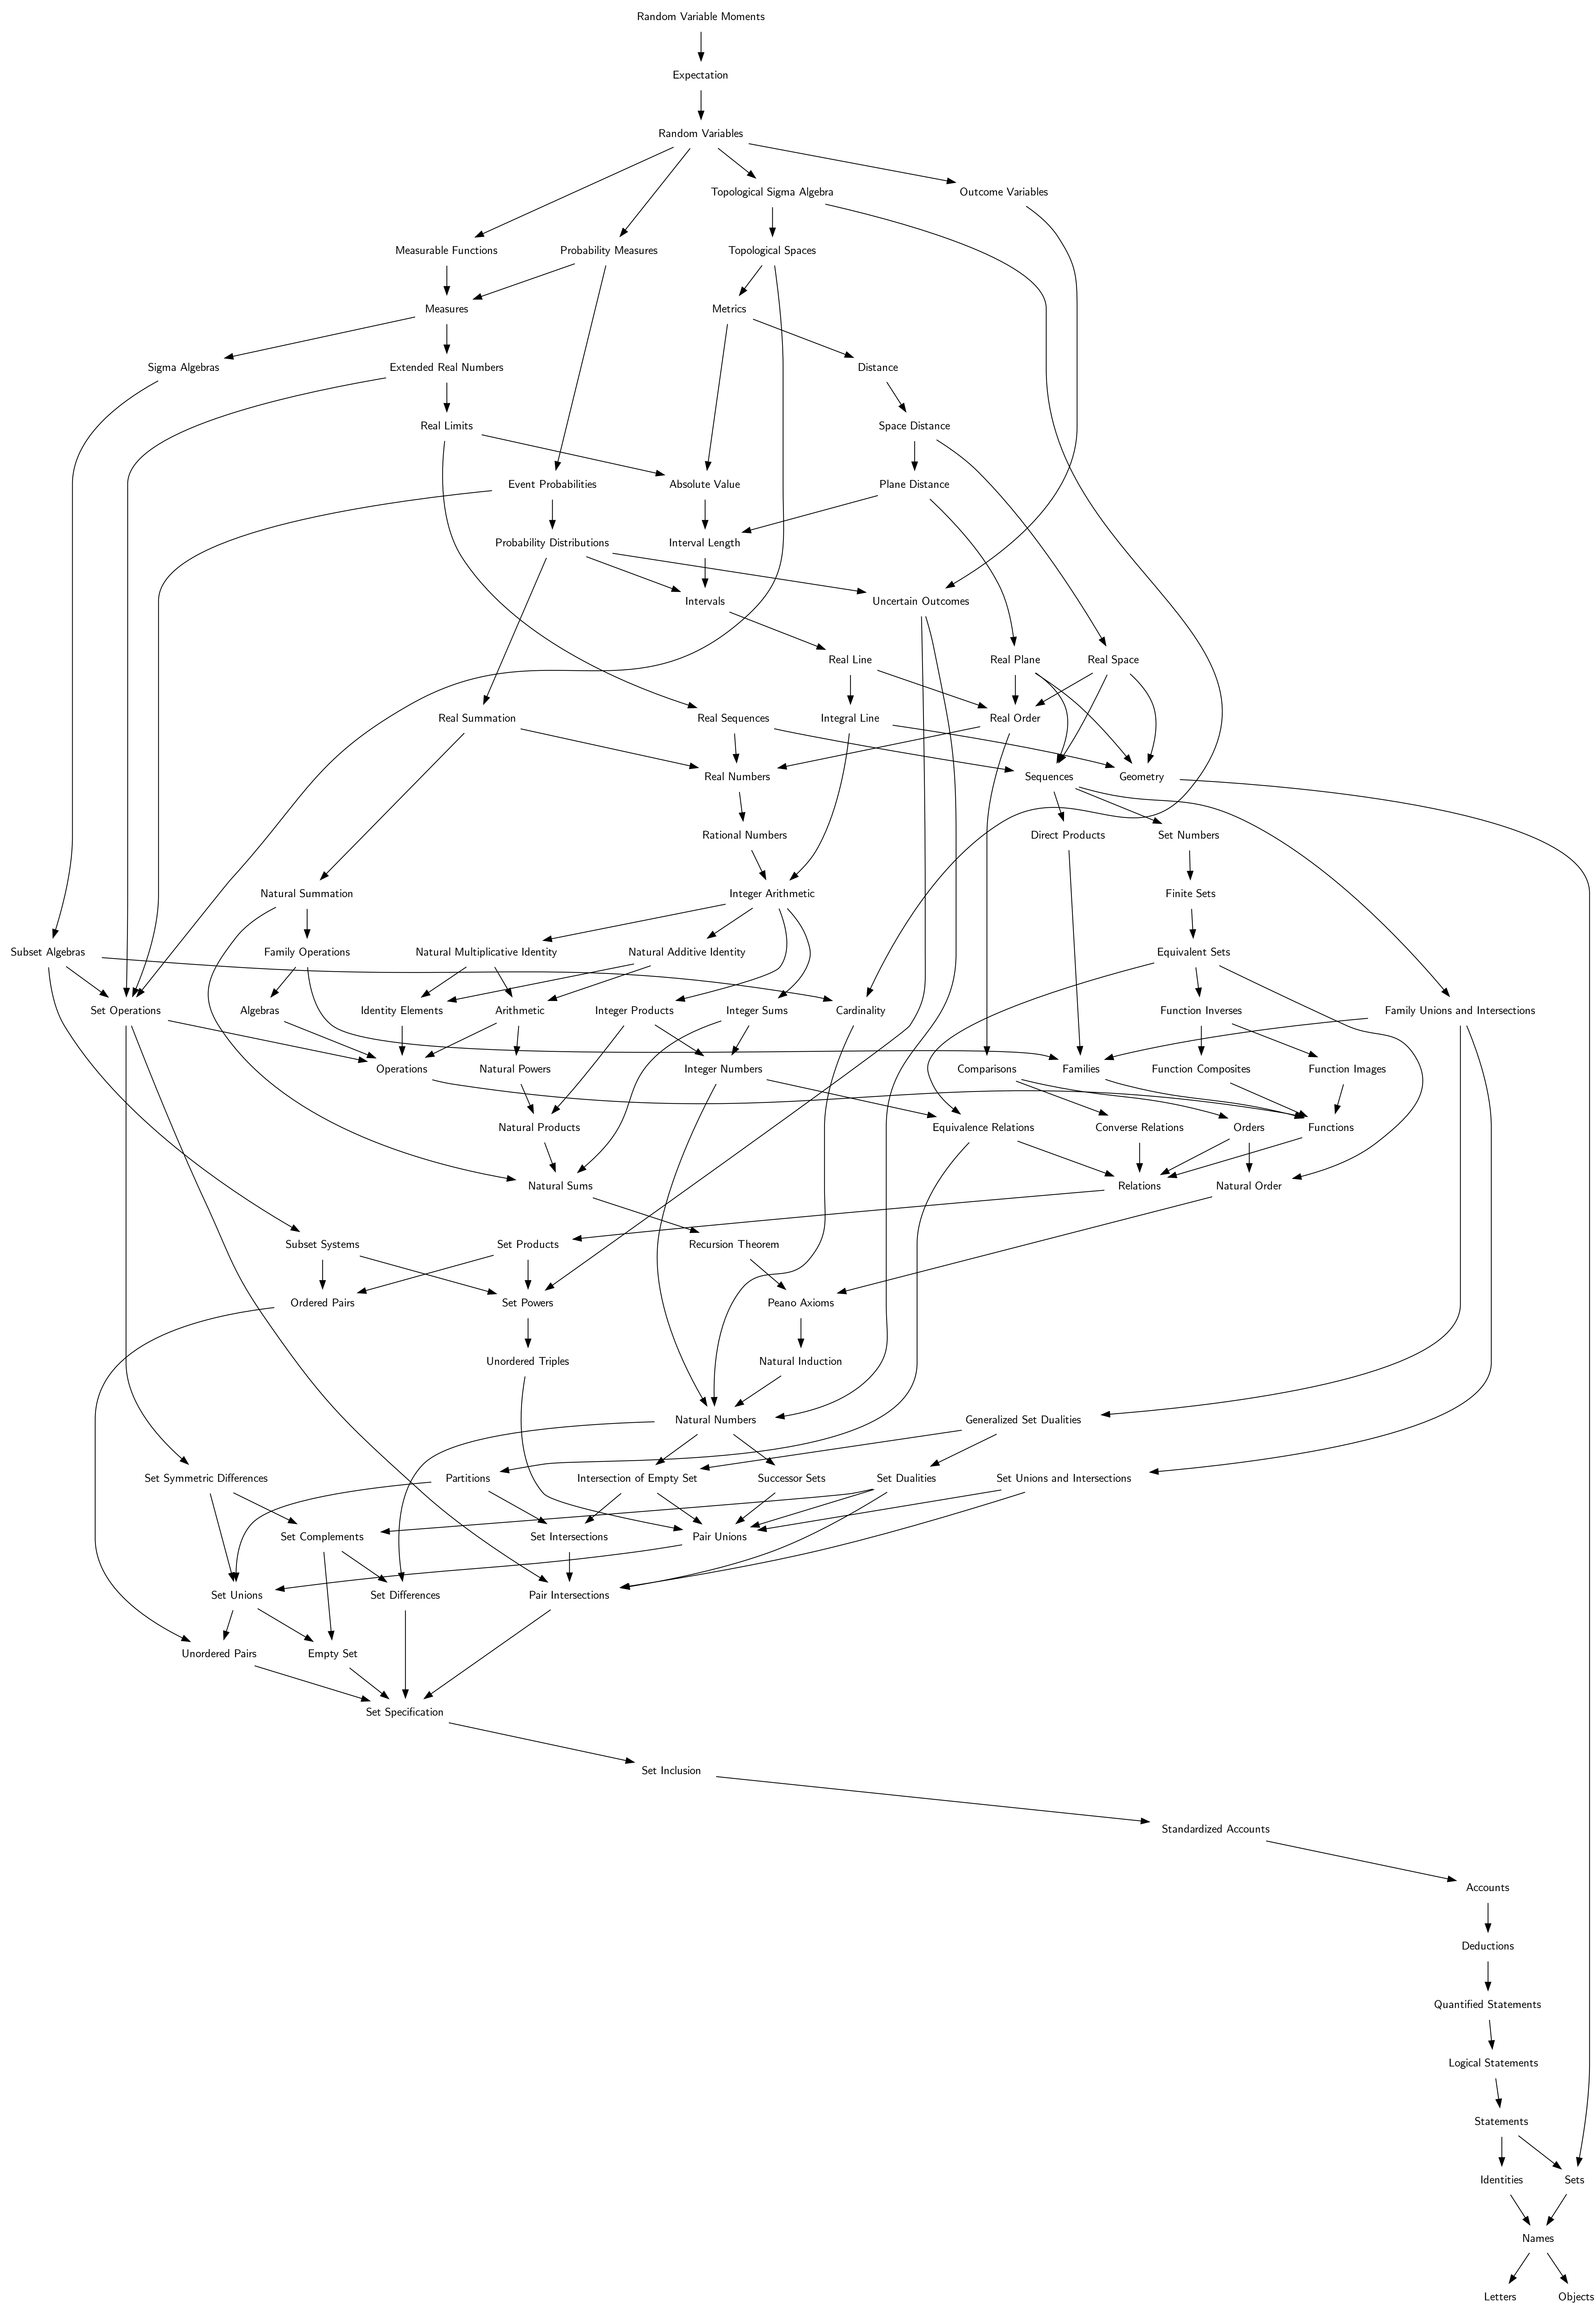 Random Variable Moments
Expectation
Random Variables
Topological Sigma Algebra
Outcome Variables
Measurable Functions
Probability Measures
Topological Spaces
Measures
Metrics
Sigma Algebras
Extended Real Numbers
Distance
Real Limits
Space Distance
Event Probabilities
Absolute Value
Plane Distance
Probability Distributions
Interval Length
Intervals
Uncertain Outcomes
Real Line
Real Plane
Real Space
Real Summation
Real Sequences
Integral Line
Real Order
Real Numbers
Sequences
Geometry
Rational Numbers
Direct Products
Set Numbers
Natural Summation
Integer Arithmetic
Finite Sets
Subset Algebras
Family Operations
Natural Multiplicative Identity
Natural Additive Identity
Equivalent Sets
Set Operations
Algebras
Identity Elements
Arithmetic
Integer Products
Integer Sums
Cardinality
Function Inverses
Family Unions and Intersections
Operations
Natural Powers
Integer Numbers
Comparisons
Families
Function Composites
Function Images
Natural Products
Equivalence Relations
Converse Relations
Orders
Functions
Natural Sums
Relations
Natural Order
Subset Systems
Set Products
Recursion Theorem
Ordered Pairs
Set Powers
Peano Axioms
Unordered Triples
Natural Induction
Natural Numbers
Generalized Set Dualities
Set Symmetric Differences
Partitions
Intersection of Empty Set
Successor Sets
Set Dualities
Set Unions and Intersections
Set Complements
Set Intersections
Pair Unions
Set Unions
Set Differences
Pair Intersections
Unordered Pairs
Empty Set
Set Specification
Set Inclusion
Standardized Accounts
Accounts
Deductions
Quantified Statements
Logical Statements
Statements
Identities
Sets
Names
Letters
Objects